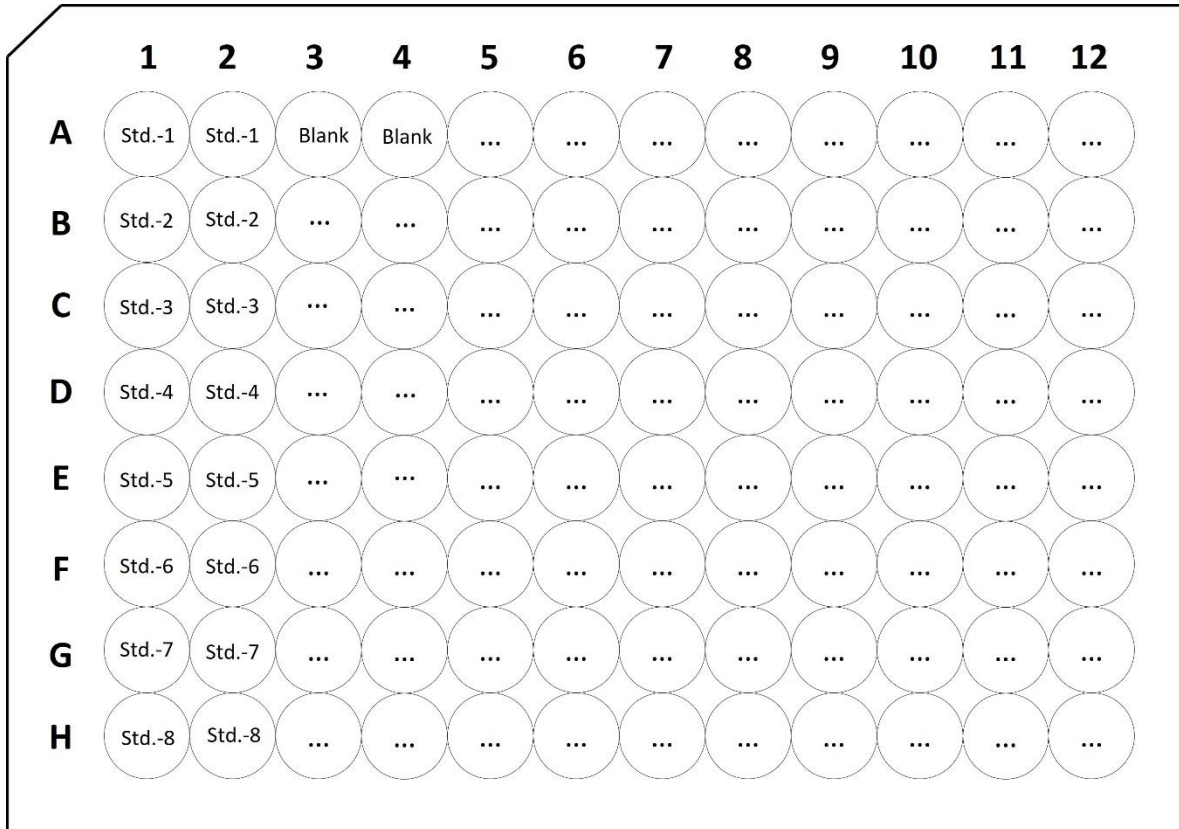 1 2 3 4 5 6 7 8 9 10 11 12
A Std.-1 Std.-1 Blank Blank ... ... ... ... ... ... ... ...
B Std.-2 Std.-2 ... ... ... ... ... ... ... ... ... ...
C Std.-3 Std.-3 ... ... ... ... ... ... ... ... ... ...
D Std.-4 Std.-4 ... ... ... ... ... ... ... ... ... ...
E Std.-5 Std.-5 ... ... ... ... ... ... ... ... ... ...
F Std.-6 Std.-6 ... ... ... ... ... ... ... ... ... ...
G Std.-7 Std.-7 ... ... ... ... ... ... ... ... ... ...
H Std.-8 Std.-8 ... ... ... ... ... ... ... ... ... ...